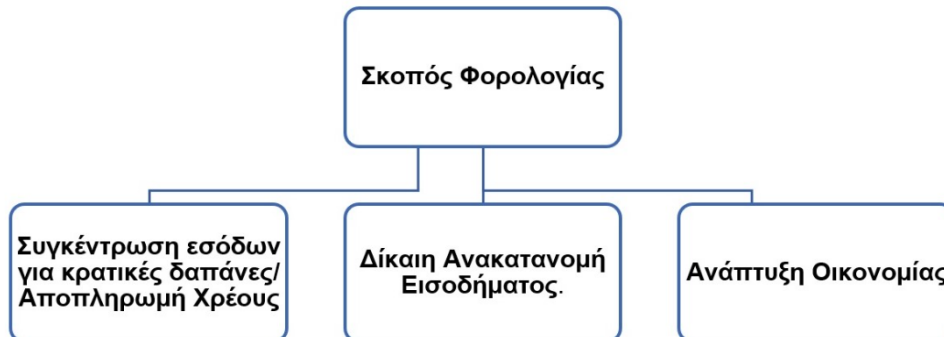 Σκοπός Φορολογίας
Συγκέντρωση εσόδων
για κρατικές δαπάνες/
Αποπληρωμή Χρέους
Δίκαιη Ανακατανομή
Εισοδήματος.
Ανάπτυξη Οικονομίας